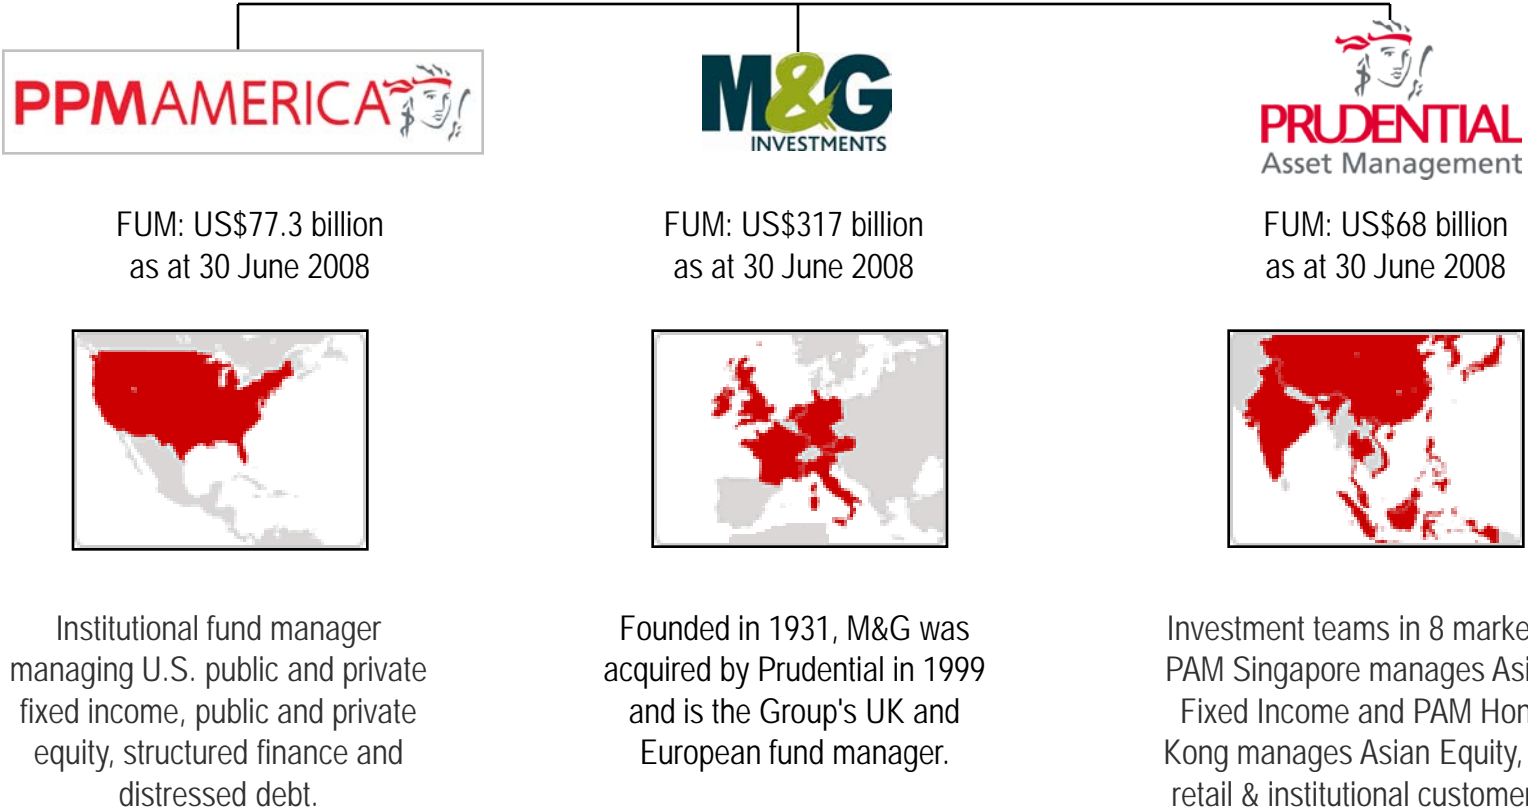 PPMAMERICA
FUM: US$77.3 billion
as at 30 June 2008
Institutional fund manager
managing U.S. public and private
fixed income, public and private
equity, structured finance and
distressed debt.
M&G
INVESTMENTS
FUM: US$317 billion
as at 30 June 2008
Founded in 1931, M&G was
acquired by Prudential in 1999
and is the Group's UK and
European fund manager.
PRUDENTIAL
Asset Management
FUM: US$68 billion
as at 30 June 2008
Investment teams in 8
PAM Singapore manages
Fixed Income and PAM
Kong manages Asian Equity,
retail & institutional